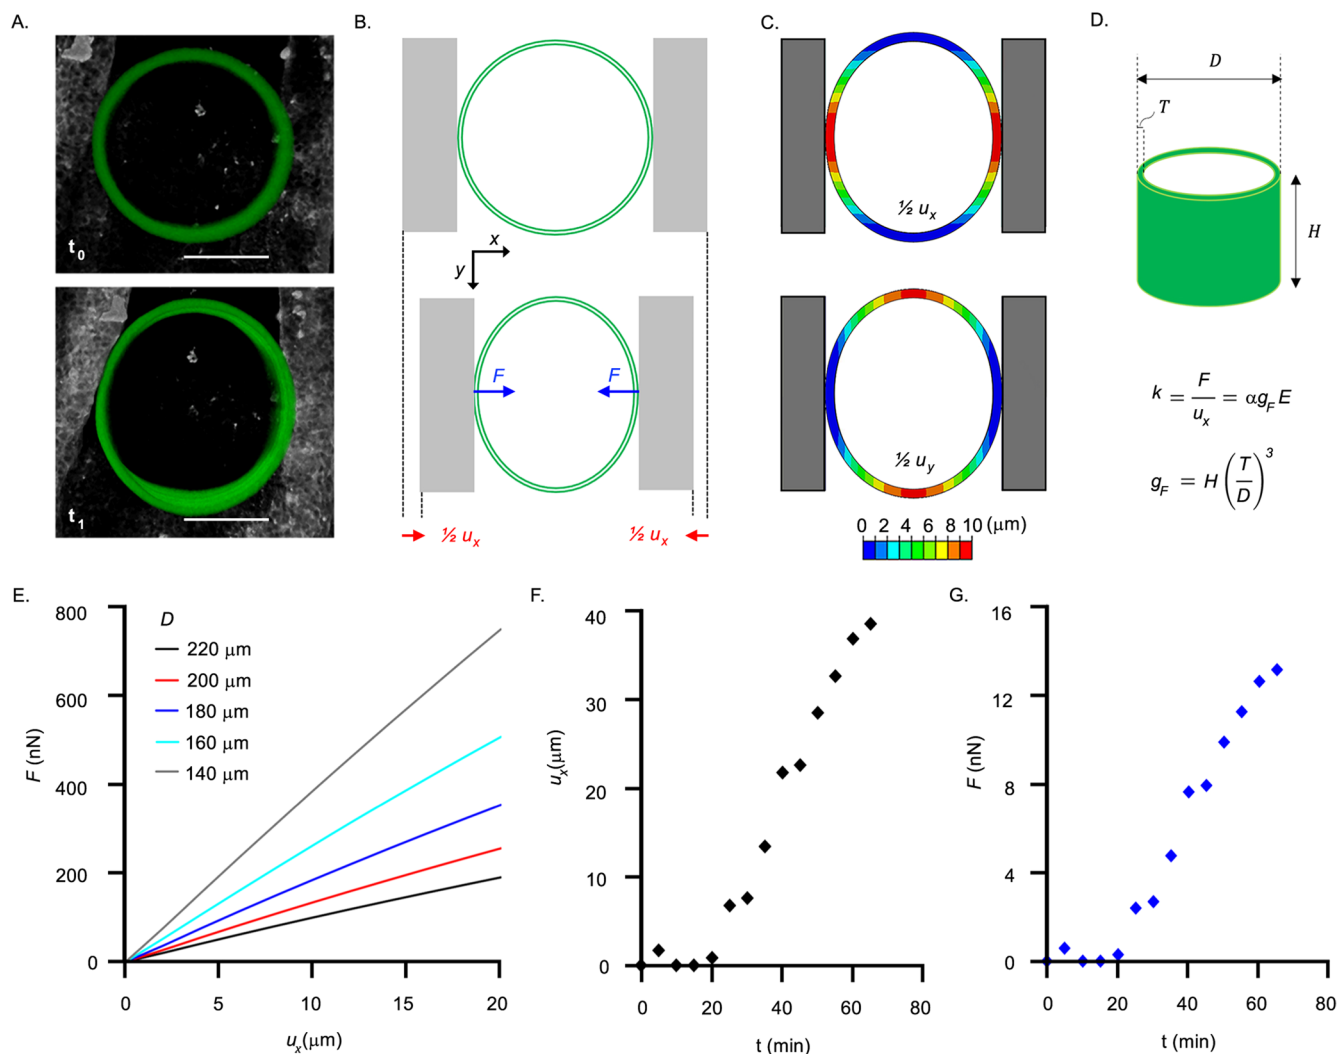 A.
B.
C.
D.
t0
t1
x
y
F
F
½ ux
½ ux
½ ux
½ uy
0 2 4 6 8 10 (μm)
D
T
H
k = F/ux = αgF E
gF = H (T/D)^3
E.
F (nN)
800
600
400
200
0
D
220 μm
200 μm
180 μm
160 μm
140 μm
0 5 10 15 20
ux(μm)
F.
ux(μm)
40
30
20
10
0
0 20 40 60 80
t (min)
G.
F (nN)
16
12
8
4
0
0 20 40 60 80
t (min)